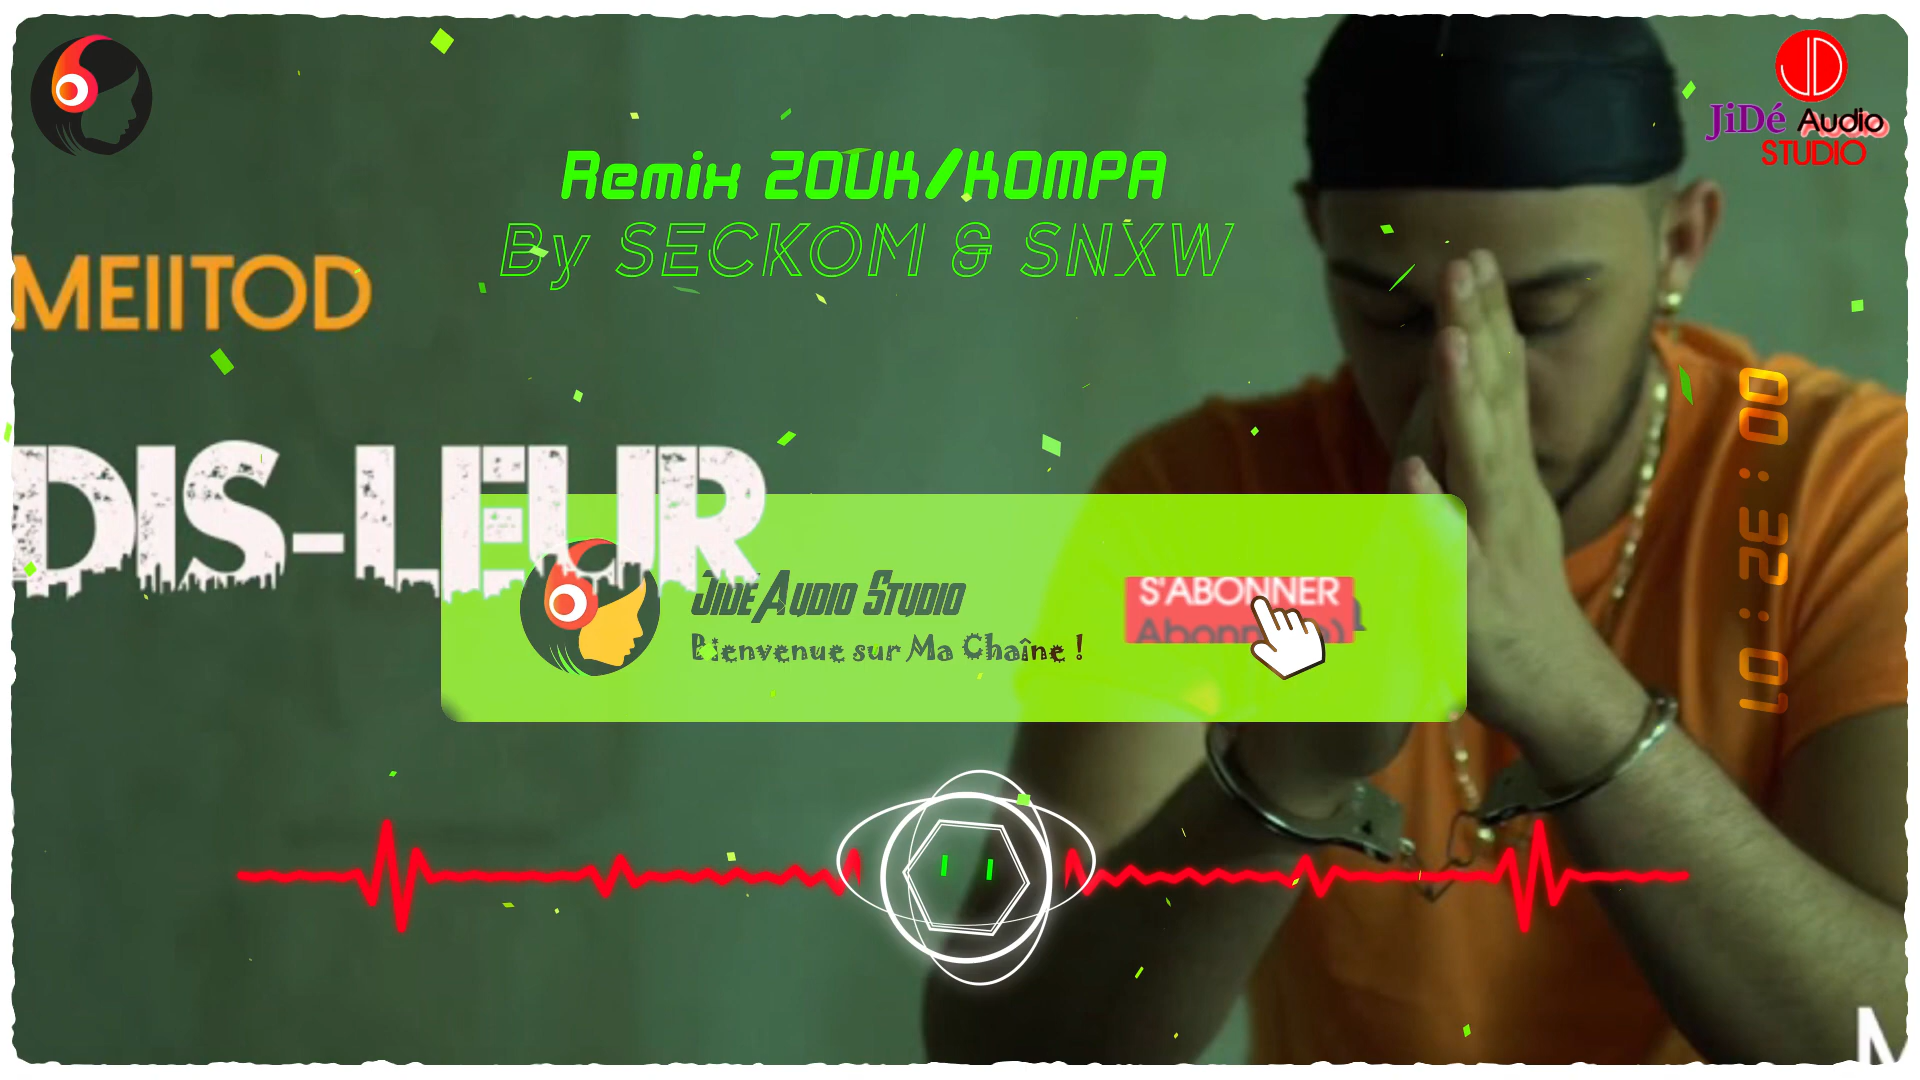 JiDé Audio
STUDIO
Remix ZOUK/KOMPA
By SECKOM & SNXW
MEIITOD
DIS-LEUR
JiDé Audio Studio
Bienvenue sur Ma Chaîne !
S'ABONNER
00:32:07
M